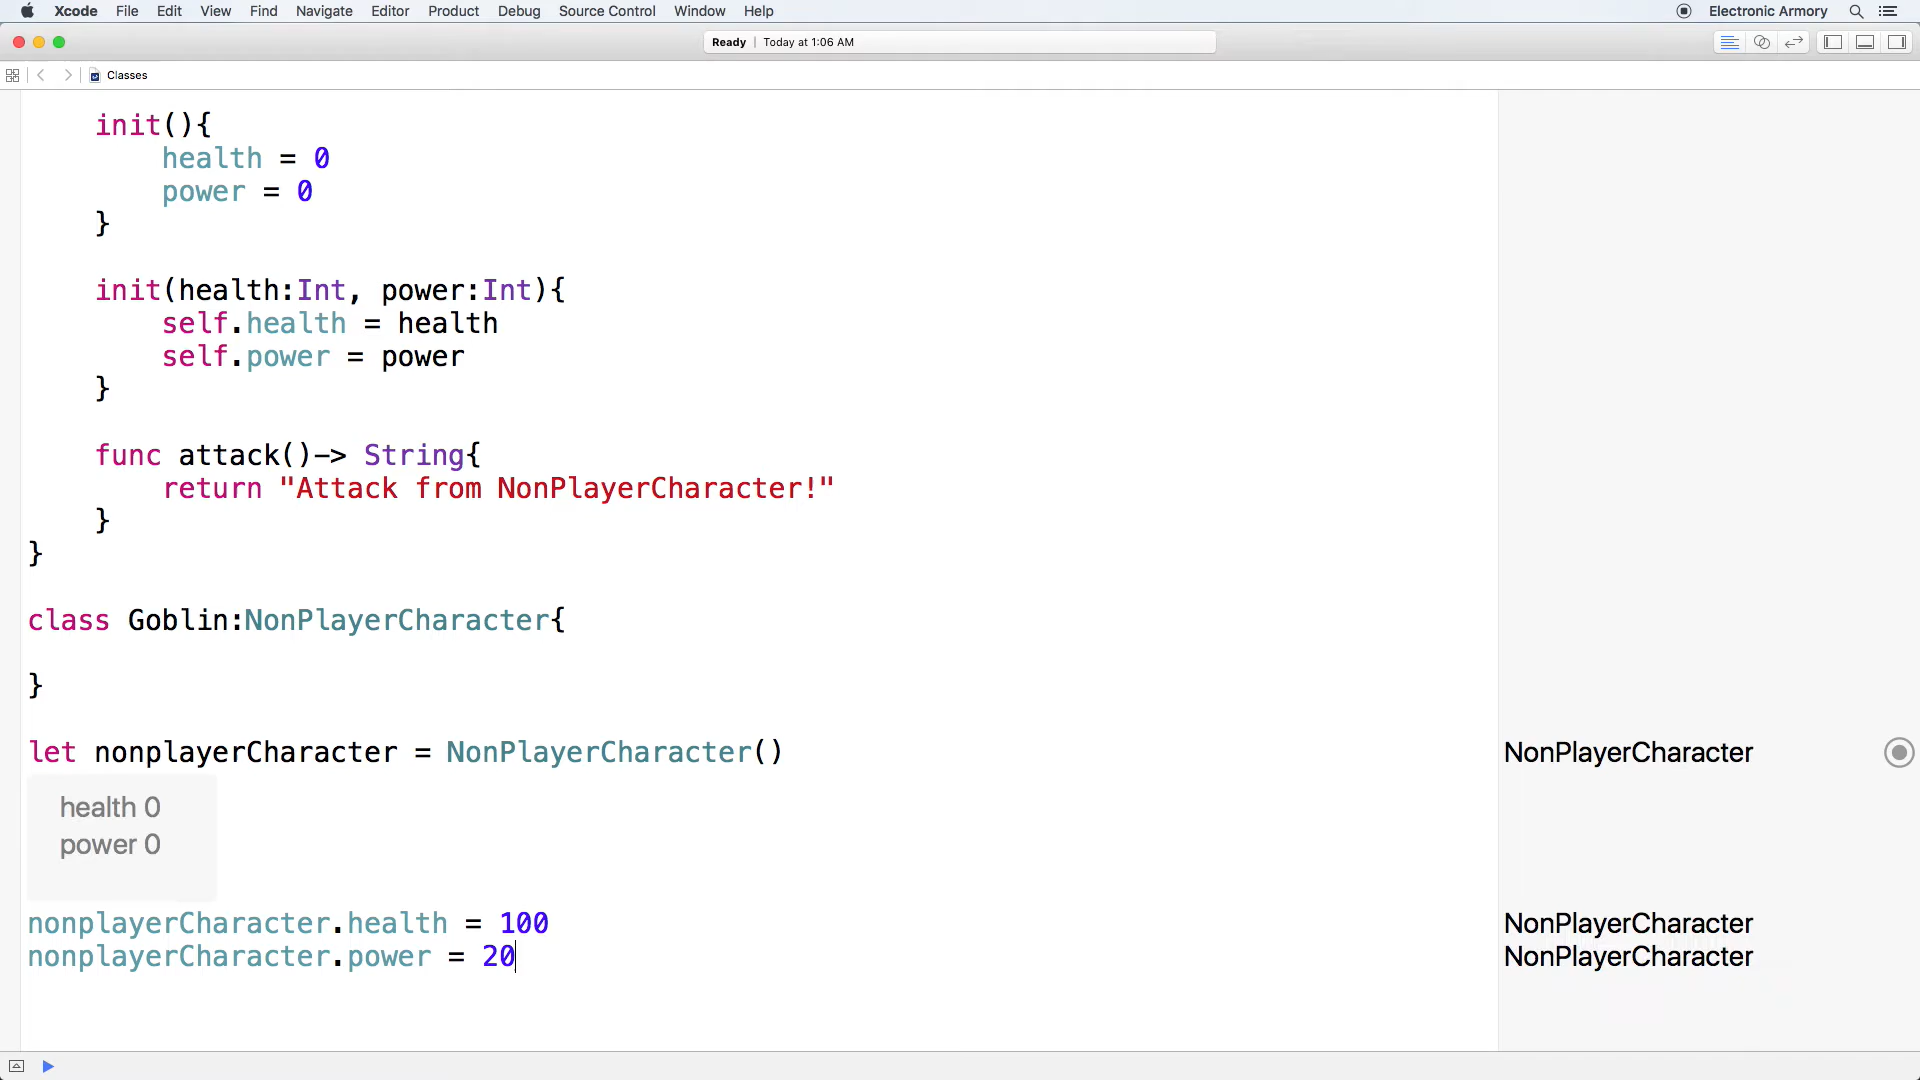 Xcode File Edit View Find Navigate Editor Product Debug Source Control Window Help Electronic Armory
Ready | Today at 1:06 AM
Classes
init(){
health = 0
power = 0
}
init(health:Int, power:Int){
self.health = health
self.power = power
}
func attack()-> String{
return "Attack from NonPlayerCharacter!"
}
}
class Goblin:NonPlayerCharacter{
}
let nonplayerCharacter = NonPlayerCharacter() NonPlayerCharacter
health 0
power 0
nonplayerCharacter.health = 100 NonPlayerCharacter
nonplayerCharacter.power = 20 NonPlayerCharacter